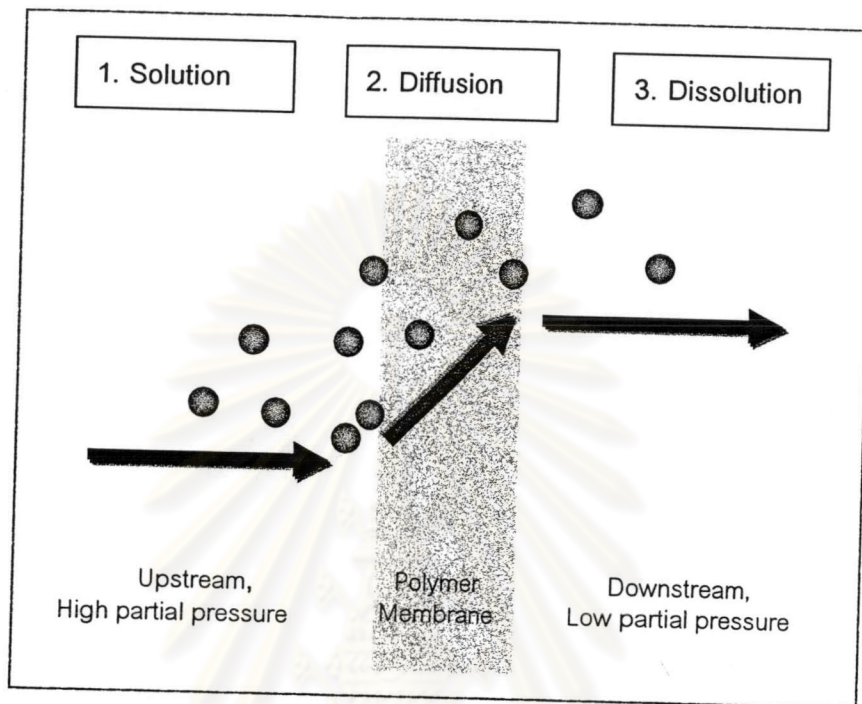 1. Solution
2. Diffusion
3. Dissolution
Upstream,
High partial pressure
Polymer
Membrane
Downstream,
Low partial pressure